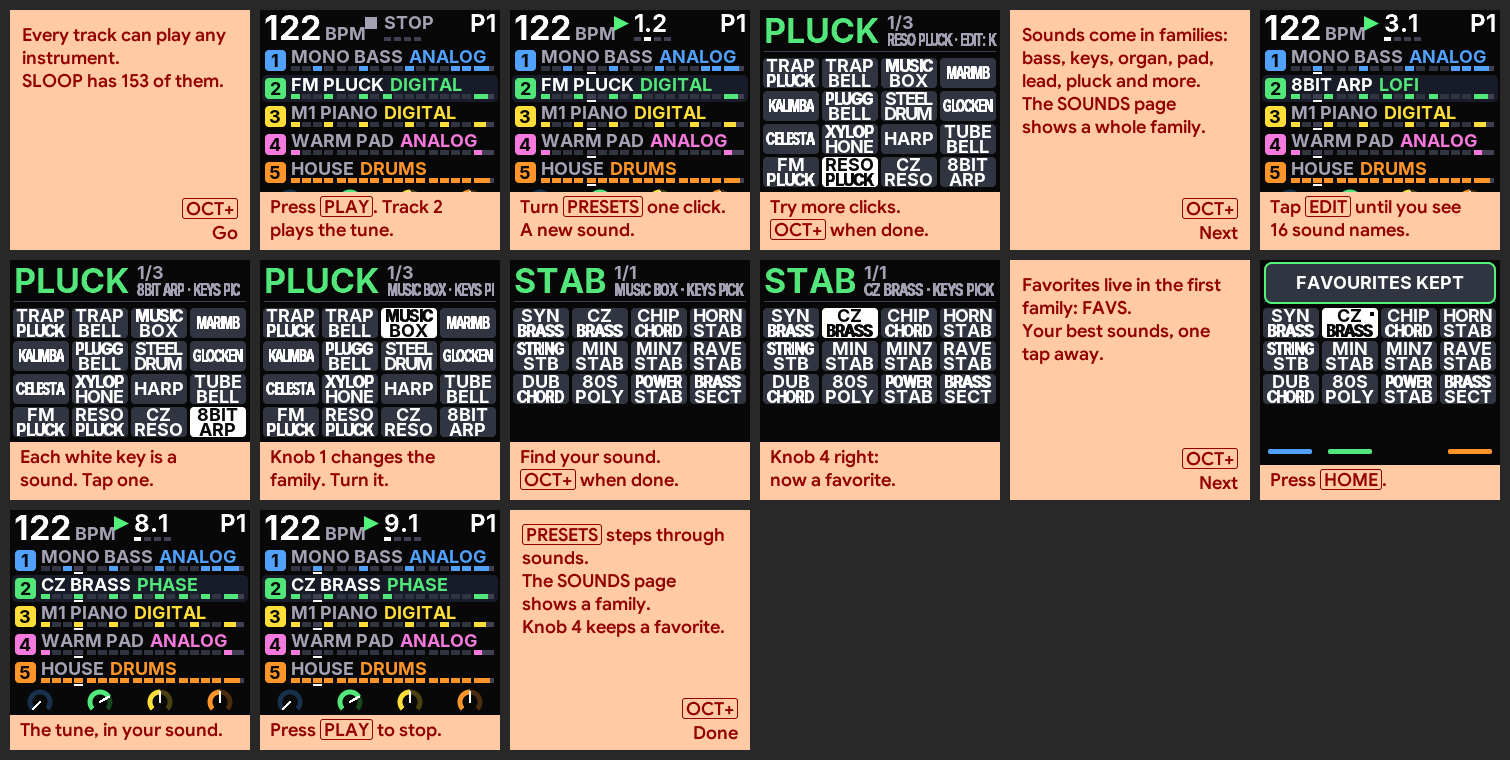 Every track can play any
instrument.
SLOOP has 153 of them.
OCT+
Go
122 BPM STOP P1
1 MONO BASS ANALOG
2 FM PLUCK DIGITAL
3 M1 PIANO DIGITAL
4 WARM PAD ANALOG
5 HOUSE DRUMS
Press PLAY. Track 2
plays the tune.
122 BPM 1.2 P1
1 MONO BASS ANALOG
2 FM PLUCK DIGITAL
3 M1 PIANO DIGITAL
4 WARM PAD ANALOG
5 HOUSE DRUMS
Turn PRESETS one click.
A new sound.
PLUCK 1/3
RESO PLUCK · EDIT: K
TRAP PLUCK TRAP BELL MUSIC BOX MARIMB
KALIMBA PLUGG BELL STEEL DRUM GLOCKEN
CELESTA XYLOP HONE HARP TUBE BELL
FM PLUCK RESO PLUCK CZ RESO 8BIT ARP
Try more clicks.
OCT+ when done.
Sounds come in families:
bass, keys, organ, pad,
lead, pluck and more.
The SOUNDS page
shows a whole family.
OCT+
Next
122 BPM 3.1 P1
1 MONO BASS ANALOG
2 8BIT ARP LOFI
3 M1 PIANO DIGITAL
4 WARM PAD ANALOG
5 HOUSE DRUMS
Tap EDIT until you see
16 sound names.
PLUCK 1/3
8BIT ARP · KEYS PIC
TRAP PLUCK TRAP BELL MUSIC BOX MARIMB
KALIMBA PLUGG BELL STEEL DRUM GLOCKEN
CELESTA XYLOP HONE HARP TUBE BELL
FM PLUCK RESO PLUCK CZ RESO 8BIT ARP
Each white key is a
sound. Tap one.
PLUCK 1/3
MUSIC BOX · KEYS PI
TRAP PLUCK TRAP BELL MUSIC BOX MARIMB
KALIMBA PLUGG BELL STEEL DRUM GLOCKEN
CELESTA XYLOP HONE HARP TUBE BELL
FM PLUCK RESO PLUCK CZ RESO 8BIT ARP
Knob 1 changes the
family. Turn it.
STAB 1/1
MUSIC BOX · KEYS PICK
SYN BRASS CZ BRASS CHIP CHORD HORN STAB
STRING STB MIN STAB MIN7 STAB RAVE STAB
DUB CHORD 80S POLY POWER STAB BRASS SECT
Find your sound.
OCT+ when done.
STAB 1/1
CZ BRASS · KEYS PICK
SYN BRASS CZ BRASS CHIP CHORD HORN STAB
STRING STB MIN STAB MIN7 STAB RAVE STAB
DUB CHORD 80S POLY POWER STAB BRASS SECT
Knob 4 right:
now a favorite.
Favorites live in the first
family: FAVS.
Your best sounds, one
tap away.
OCT+
Next
FAVOURITES KEPT
SYN BRASS CZ BRASS CHIP CHORD HORN STAB
STRING STB MIN STAB MIN7 STAB RAVE STAB
DUB CHORD 80S POLY POWER STAB BRASS SECT
Press HOME.
122 BPM 8.1 P1
1 MONO BASS ANALOG
2 CZ BRASS PHASE
3 M1 PIANO DIGITAL
4 WARM PAD ANALOG
5 HOUSE DRUMS
The tune, in your sound.
122 BPM 9.1 P1
1 MONO BASS ANALOG
2 CZ BRASS PHASE
3 M1 PIANO DIGITAL
4 WARM PAD ANALOG
5 HOUSE DRUMS
Press PLAY to stop.
PRESETS steps through
sounds.
The SOUNDS page
shows a family.
Knob 4 keeps a favorite.
OCT+
Done